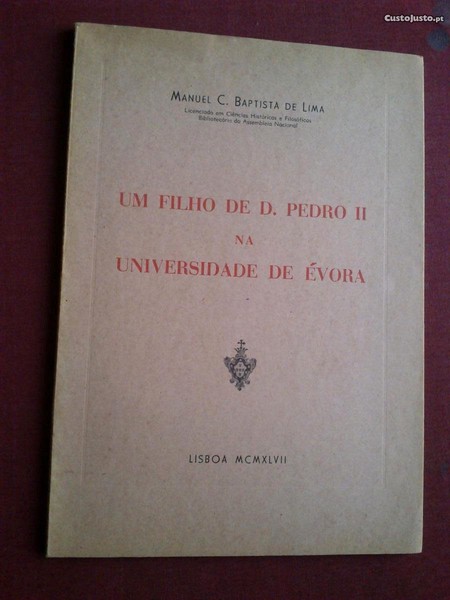 CustoJusto.pt
MANUEL C. BAPTISTA DE LIMA
Licenciado em Ciências Históricas e Filosóficas
Bibliotecário da Assembleia Nacional
UM FILHO DE D. PEDRO II
NA
UNIVERSIDADE DE ÉVORA
LISBOA MCMXLVII